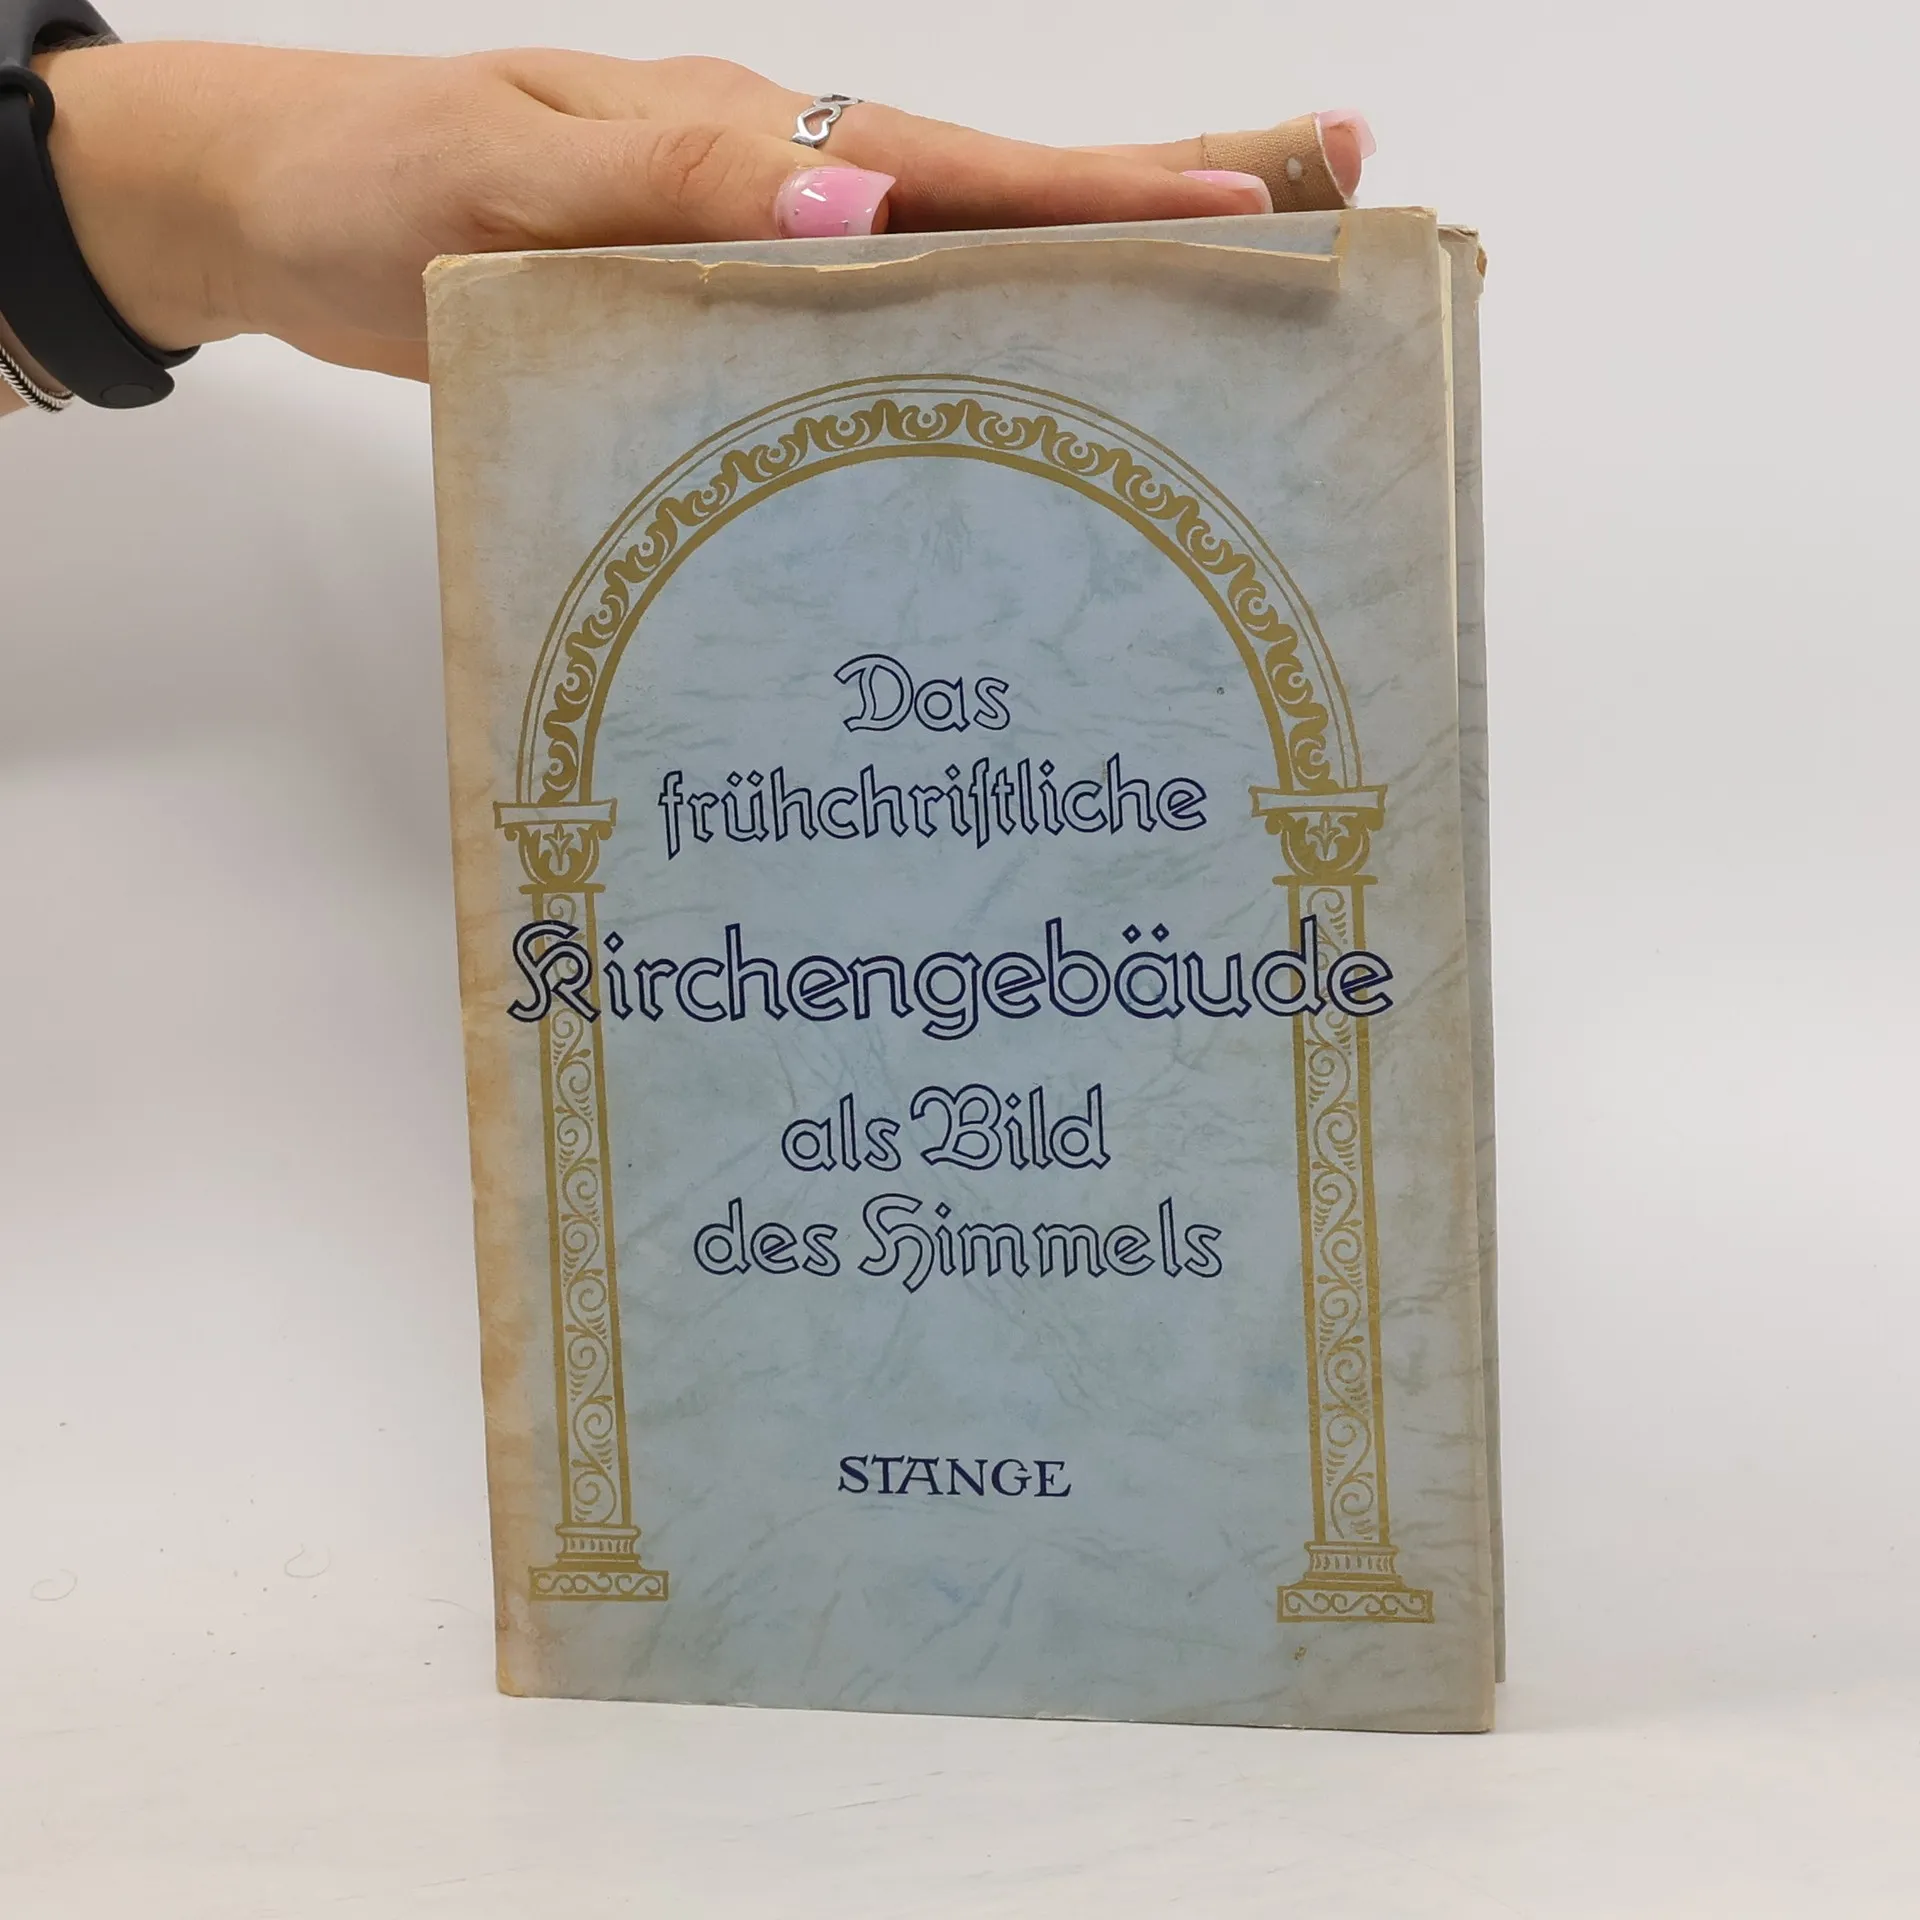 Das
frühchriſtliche
Kirchengebäude
als Bild
des Himmels
STANGE